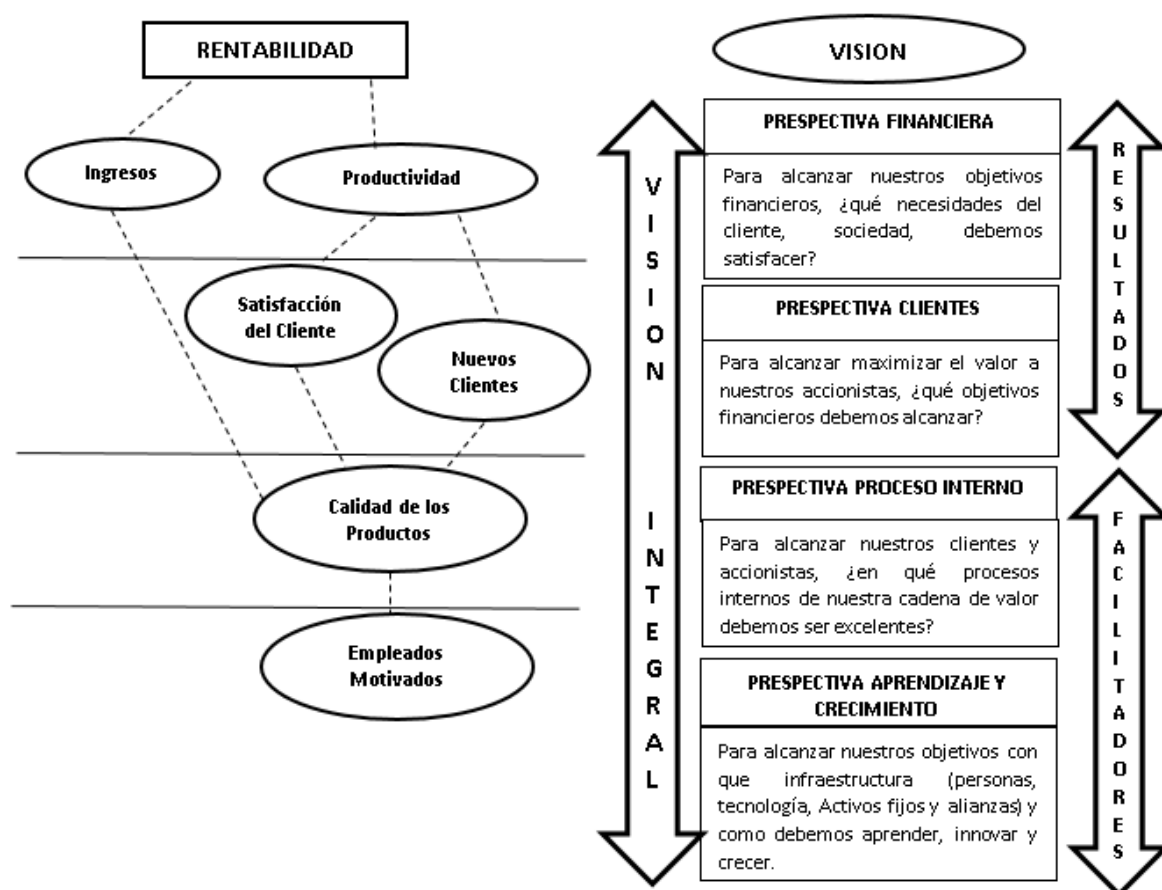 RENTABILIDAD
Ingresos
Productividad
Satisfacción
del Cliente
Nuevos
Clientes
Calidad de los
Productos
Empleados
Motivados
VISION
VISION INTEGRAL
PRESPECTIVA FINANCIERA
Para alcanzar nuestros objetivos
financieros, ¿qué necesidades del
cliente, sociedad, debemos
satisfacer?
PRESPECTIVA CLIENTES
Para alcanzar maximizar el valor a
nuestros accionistas, ¿qué objetivos
financieros debemos alcanzar?
PRESPECTIVA PROCESO INTERNO
Para alcanzar nuestros clientes y
accionistas, ¿en qué procesos
internos de nuestra cadena de valor
debemos ser excelentes?
PRESPECTIVA APRENDIZAJE Y
CRECIMIENTO
Para alcanzar nuestros objetivos con
que infraestructura (personas,
tecnología, Activos fijos y alianzas) y
como debemos aprender, innovar y
crecer.
RESULTADOS
FACILITADORES